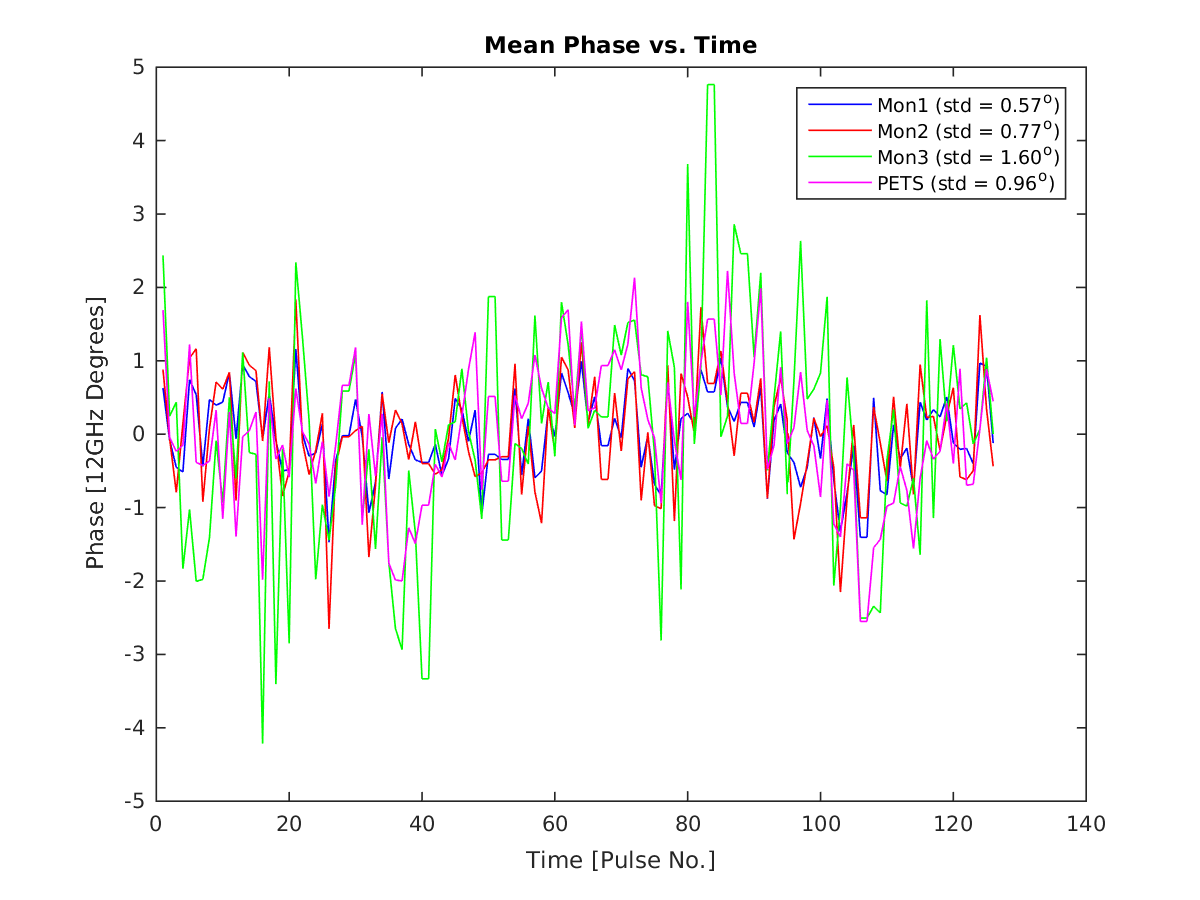 Mean Phase vs. Time
Phase [12GHz Degrees]
5
4
3
2
1
0
-1
-2
-3
-4
-5
Mon1 (std = 0.57°)
Mon2 (std = 0.77°)
Mon3 (std = 1.60°)
PETS (std = 0.96°)
0 20 40 60 80 100 120 140
Time [Pulse No.]